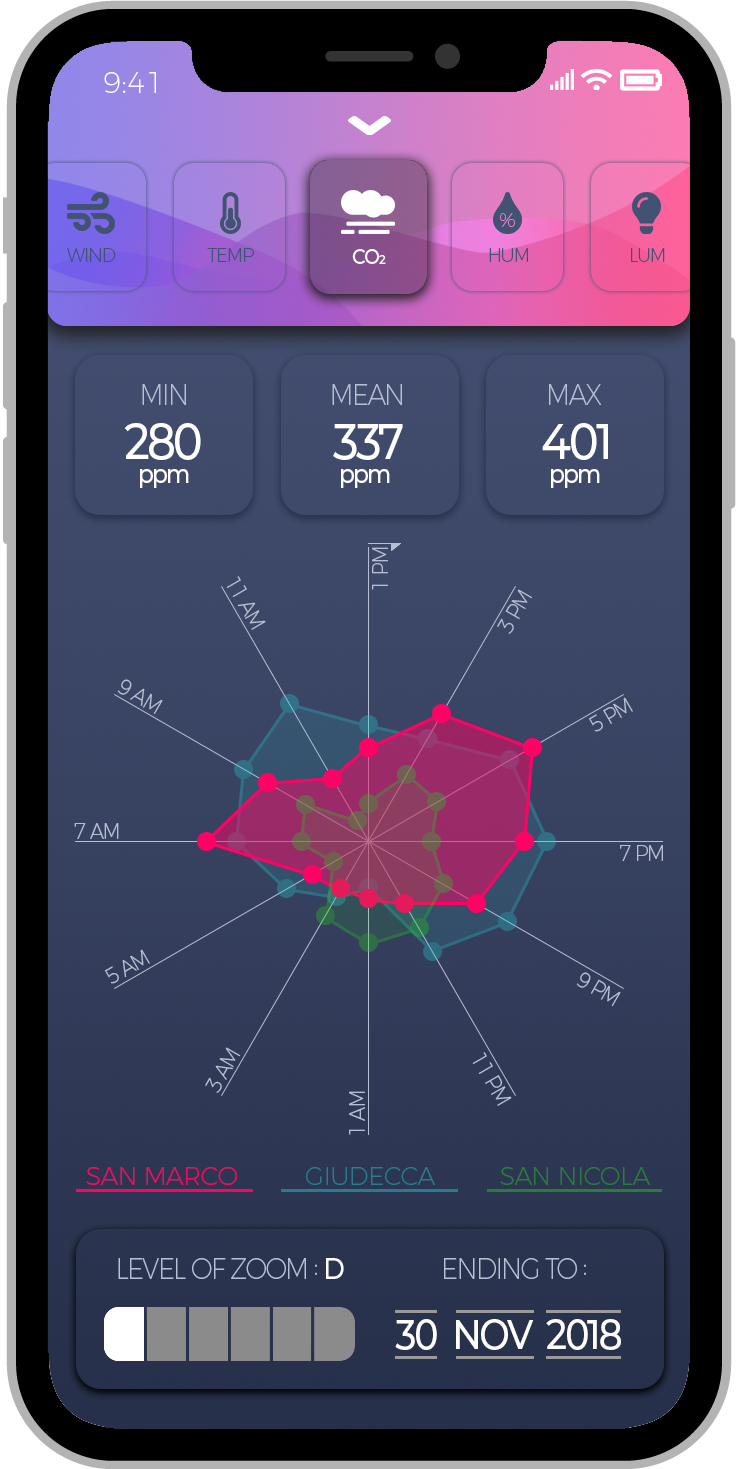 9:41
WIND
TEMP
CO₂
%
HUM
LUM
MIN
280
ppm
MEAN
337
ppm
MAX
401
ppm
1 PM
3 PM
5 PM
7 PM
9 PM
11 PM
1 AM
3 AM
5 AM
7 AM
9 AM
11 AM
SAN MARCO
GIUDECCA
SAN NICOLA
LEVEL OF ZOOM : D
ENDING TO :
30 NOV 2018